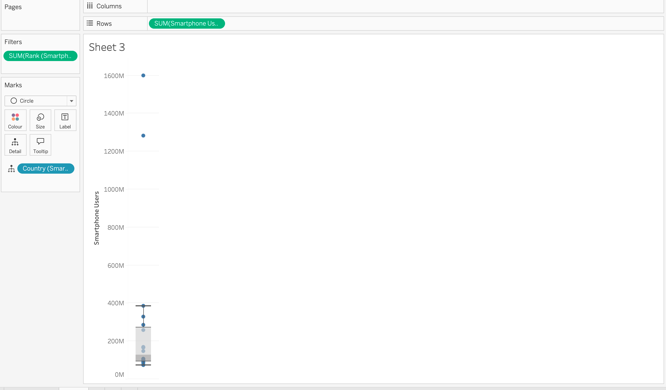 Pages
Columns
Rows
SUM(Smartphone Us..
Filters
SUM(Rank (Smartph..
Marks
Circle
Colour
Size
Label
Detail
Tooltip
Country (Smar...
Sheet 3
Smartphone Users
1600M
1400M
1200M
1000M
800M
600M
400M
200M
0M